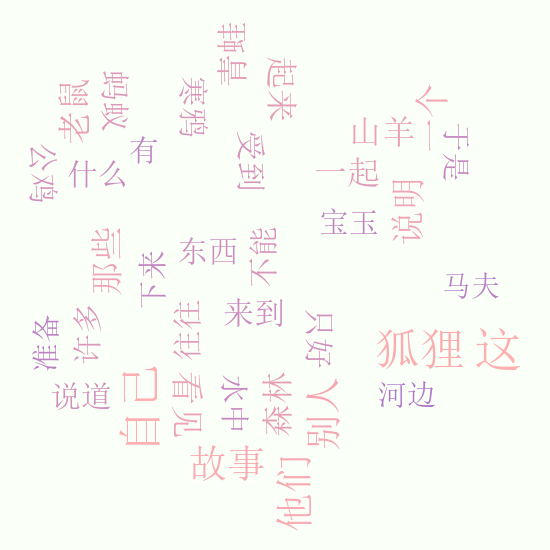 青蛙
起来
蚂蚁
老鼠
寒鸦
一个
山羊
于是
有
受到
公鸡
什么
一起
说明
宝玉
那些
东西
不能
下来
马夫
来到
许多
往往
只好
准备
狐狸
这
自己
说道
看见
水中
森林
别人
河边
故事
他们